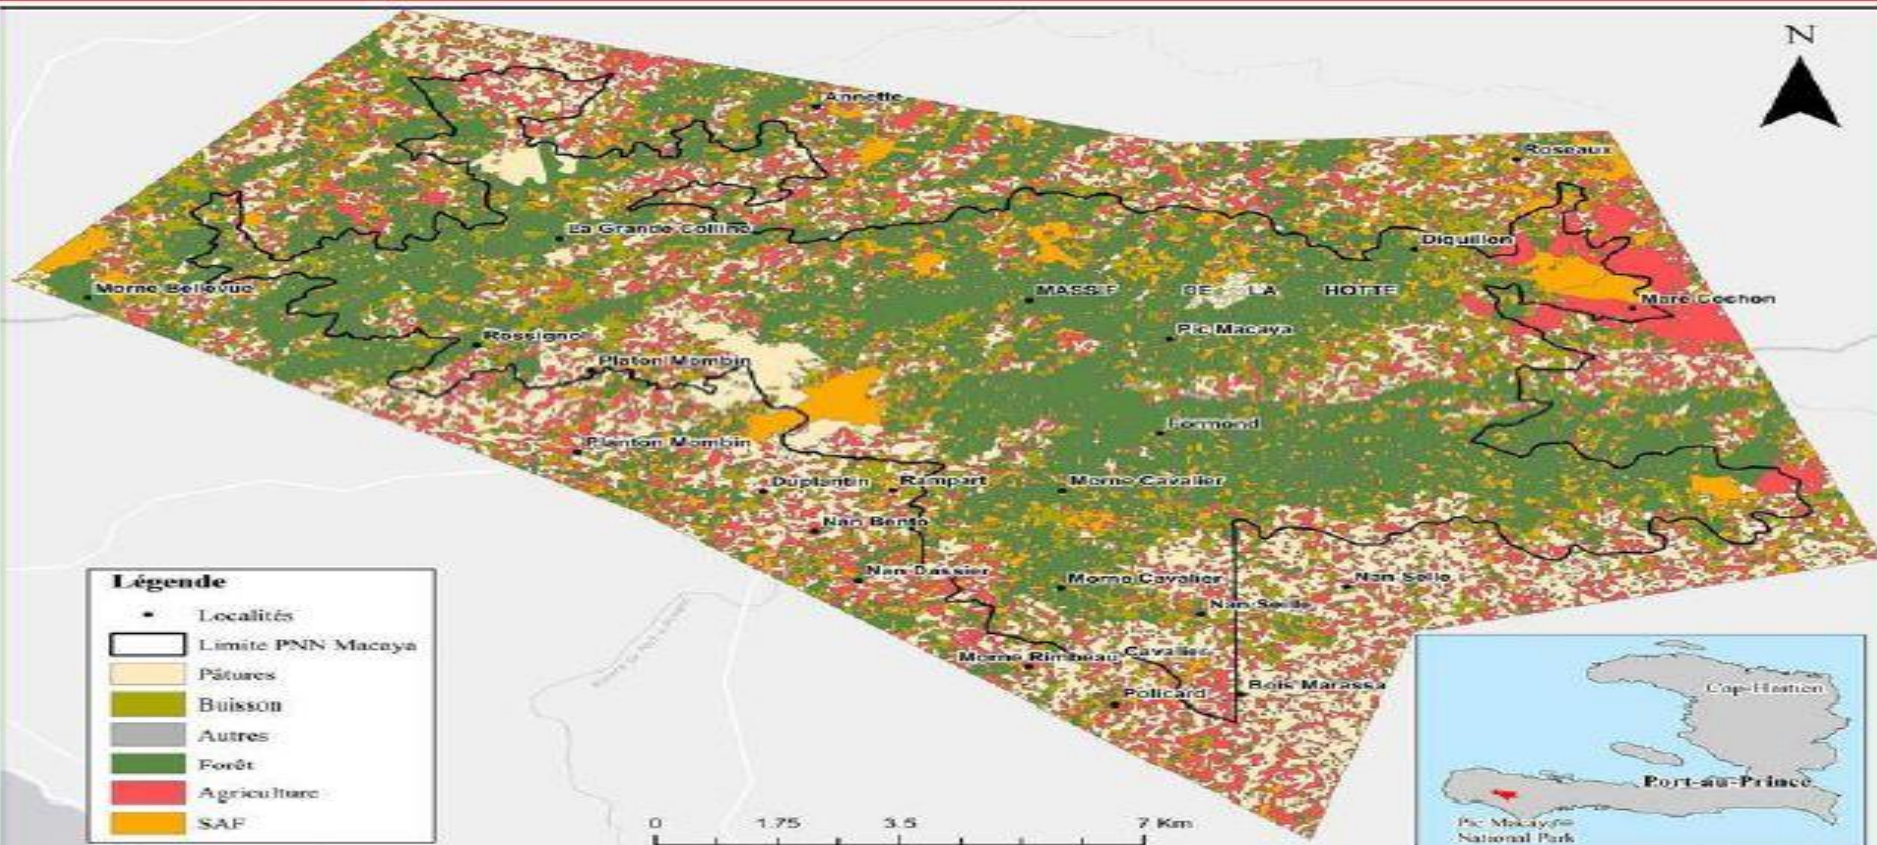 N
Annette
Roseaux
La Grande Colline
Diquillon
Morne Bellevue
MASSIF DE LA HOTTE
Mare Cochon
Pic Macaya
Rossignol
Platon Mombin
Formond
Planton Mombin
Duplantin
Rampart
Morne Cavalier
Nan Bento
Nan Dassier
Morne Cavalier
Nan Selle
Nan Seille
Morne Rimbeau
Cavalier
Policard
Bois Marassa
Légende
Localités
Limite PNN Macaya
Pâtures
Buisson
Autres
Forêt
Agriculture
SAF
0 1.75 3.5 7 Km
Cap-Haitien
Port-au-Prince
Pic Macaya
National Park